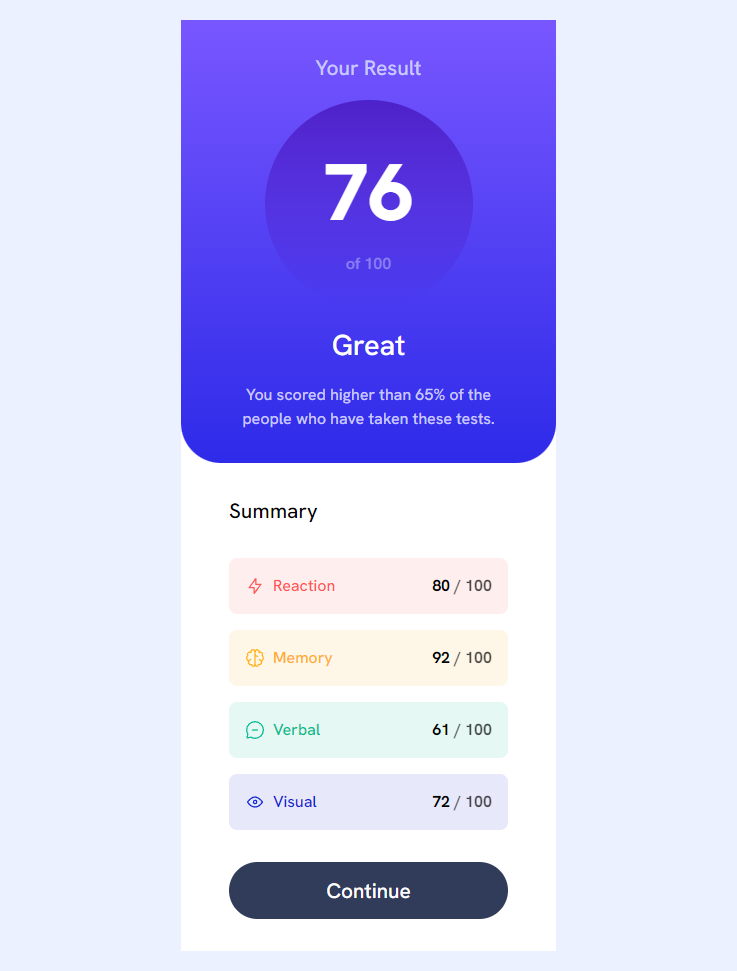 Your Result
76
of 100
Great
You scored higher than 65% of the
people who have taken these tests.
Summary
Reaction 80 / 100
Memory 92 / 100
Verbal 61 / 100
Visual 72 / 100
Continue